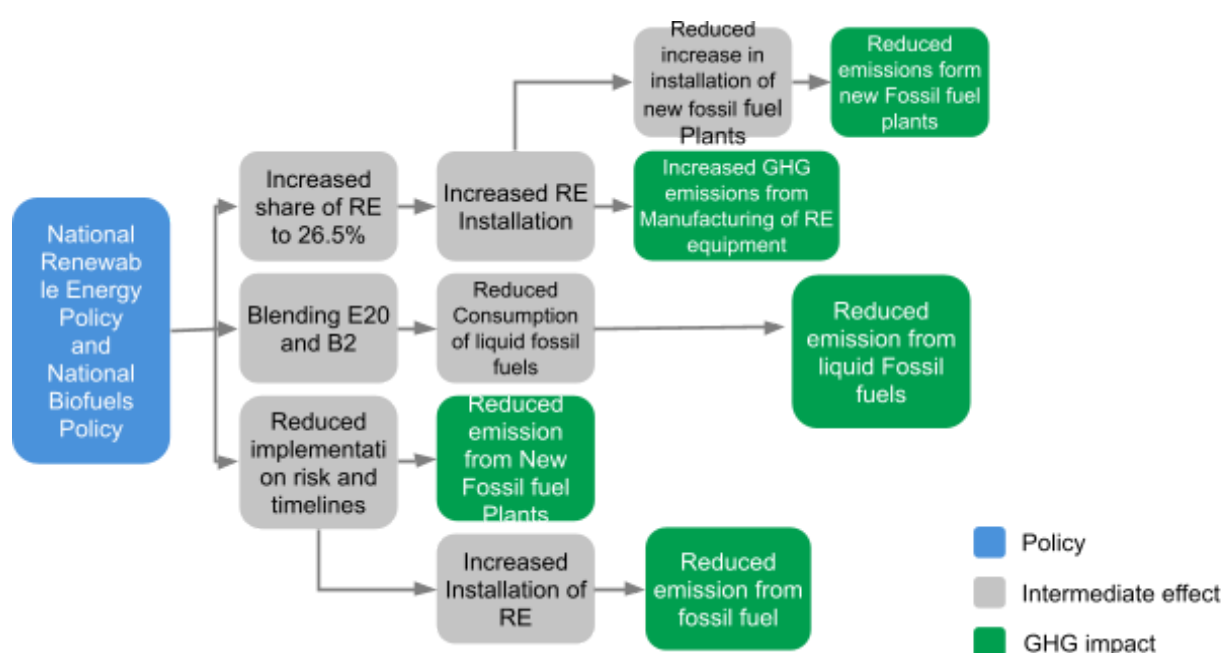 Reduced
increase in
installation of
new fossil fuel
Plants
Reduced
emissions form
new Fossil fuel
plants
National
Renewab
le Energy
Policy
and
National
Biofuels
Policy
Increased
share of RE
to 26.5%
Increased RE
Installation
Increased GHG
emissions from
Manufacturing of RE
equipment
Blending E20
and B2
Reduced
Consumption
of liquid fossil
fuels
Reduced
emission from
liquid Fossil
fuels
Reduced
implementati
on risk and
timelines
Reduced
emission
from New
Fossil fuel
Plants
Increased
Installation of
RE
Reduced
emission from
fossil fuel
Policy
Intermediate effect
GHG impact